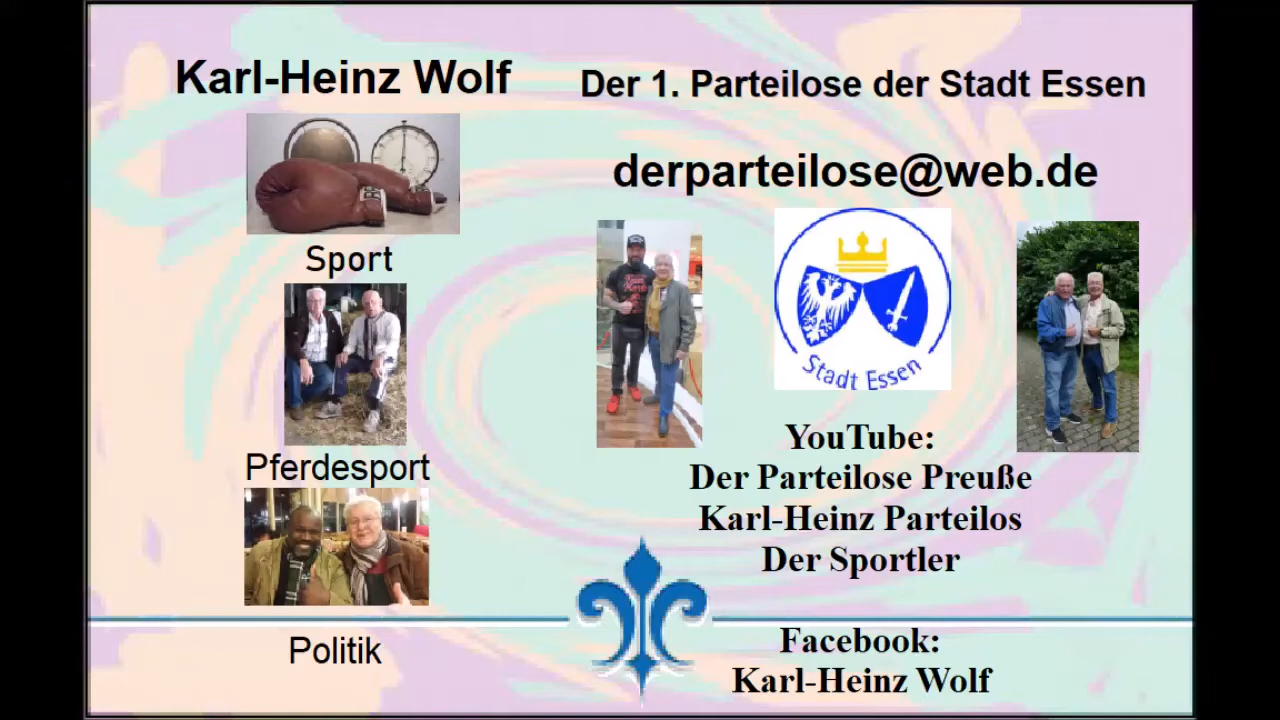 Karl-Heinz Wolf
Der 1. Parteilose der Stadt Essen
derparteilose@web.de
Sport
Pferdesport
Politik
Stadt Essen
YouTube:
Der Parteilose Preuße
Karl-Heinz Parteilos
Der Sportler
Facebook:
Karl-Heinz Wolf